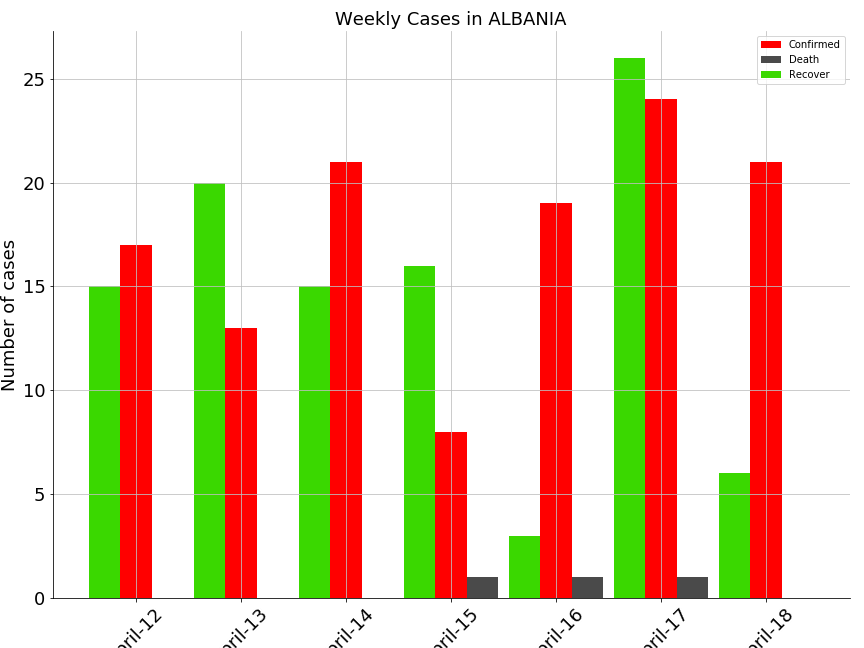 Weekly Cases in ALBANIA
Confirmed
Death
Recover
Number of cases
25
20
15
10
5
0
pril-12
pril-13
pril-14
pril-15
pril-16
pril-17
pril-18